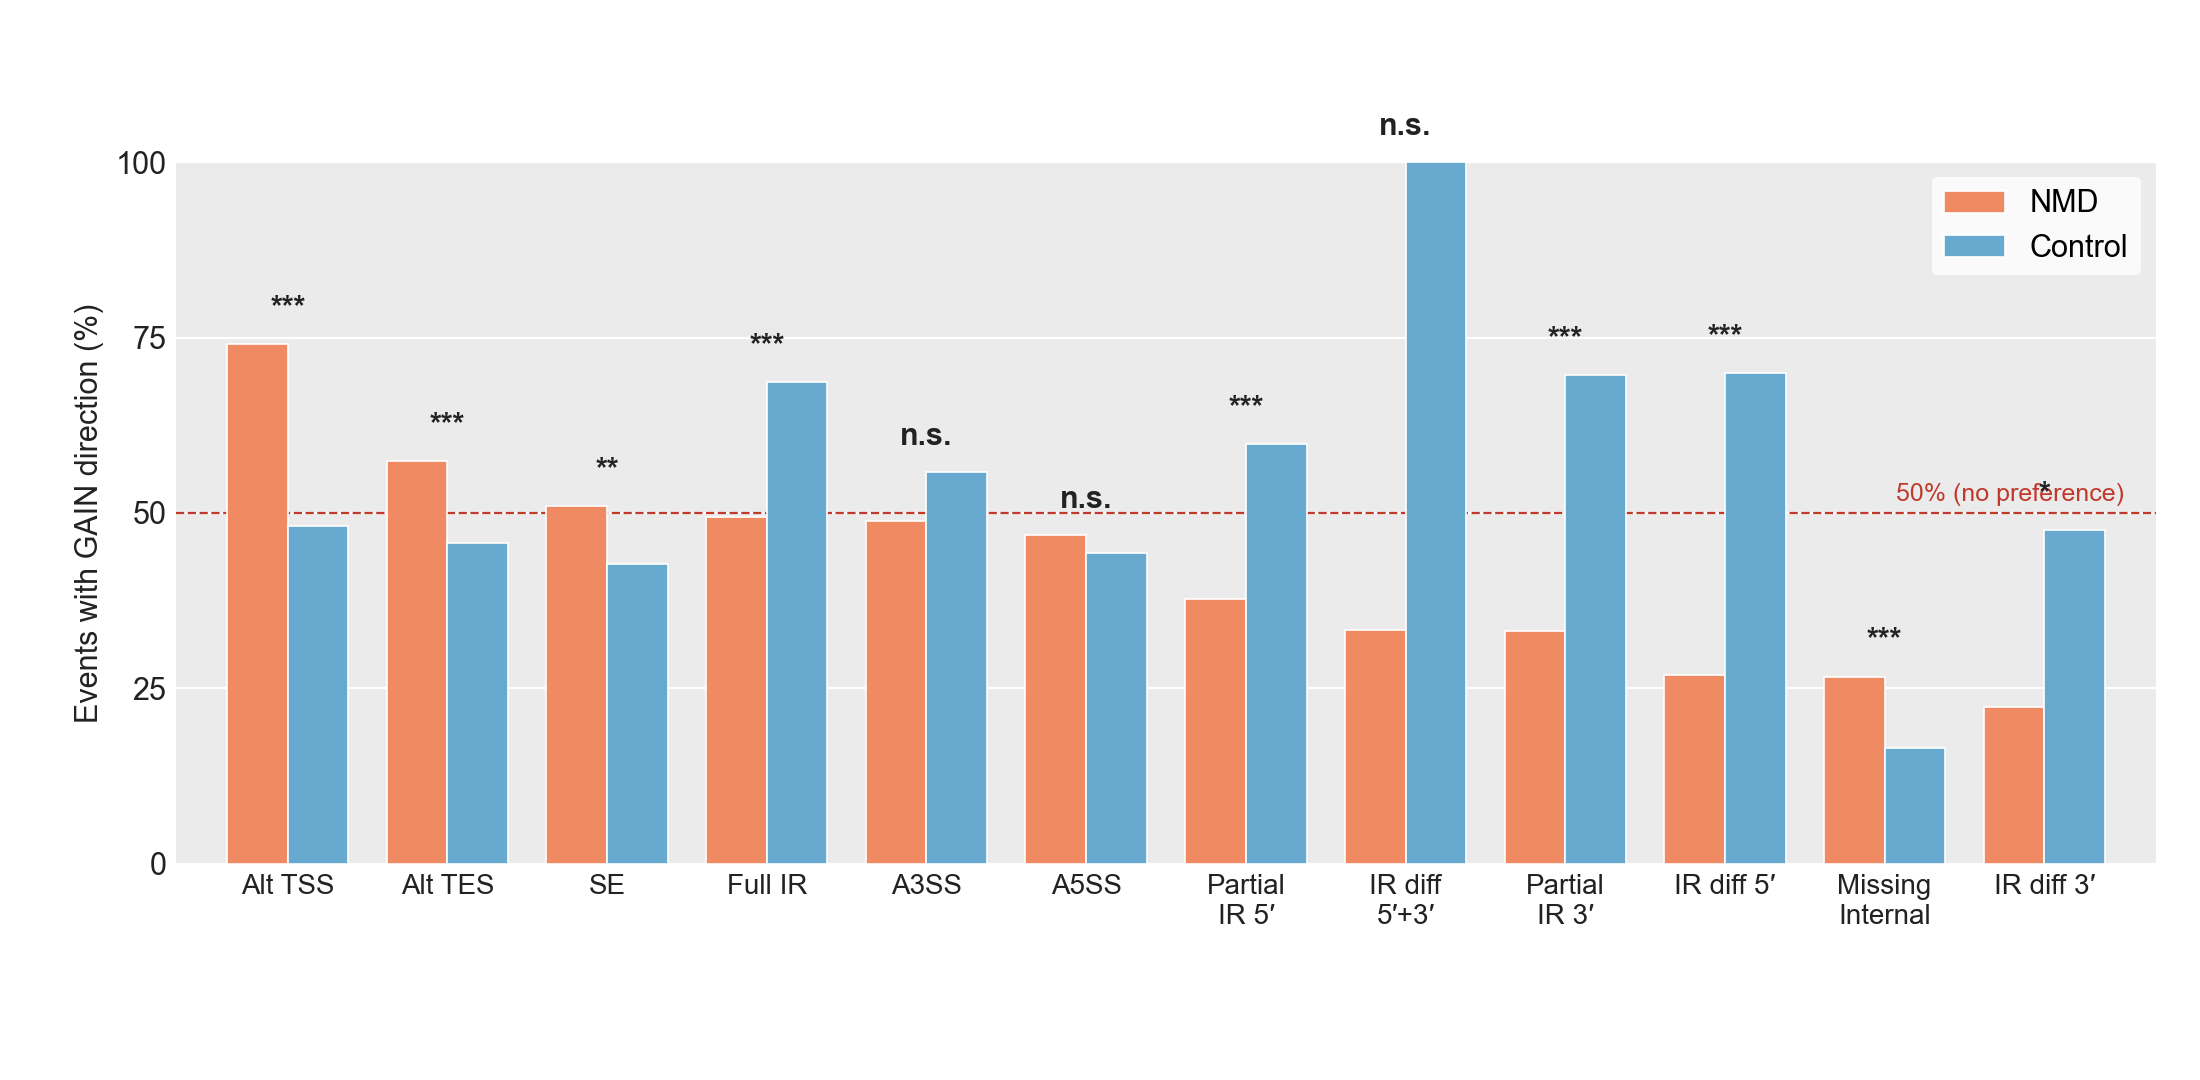 n.s.
100
NMD
Control
***
75
***
***
***
***
n.s.
**
n.s.
***
50% (no preference)
*
50
***
25
0
Events with GAIN direction (%)
Alt TSS
Alt TES
SE
Full IR
A3SS
A5SS
Partial
IR 5′
IR diff
5′+3′
Partial
IR 3′
IR diff 5′
Missing
Internal
IR diff 3′